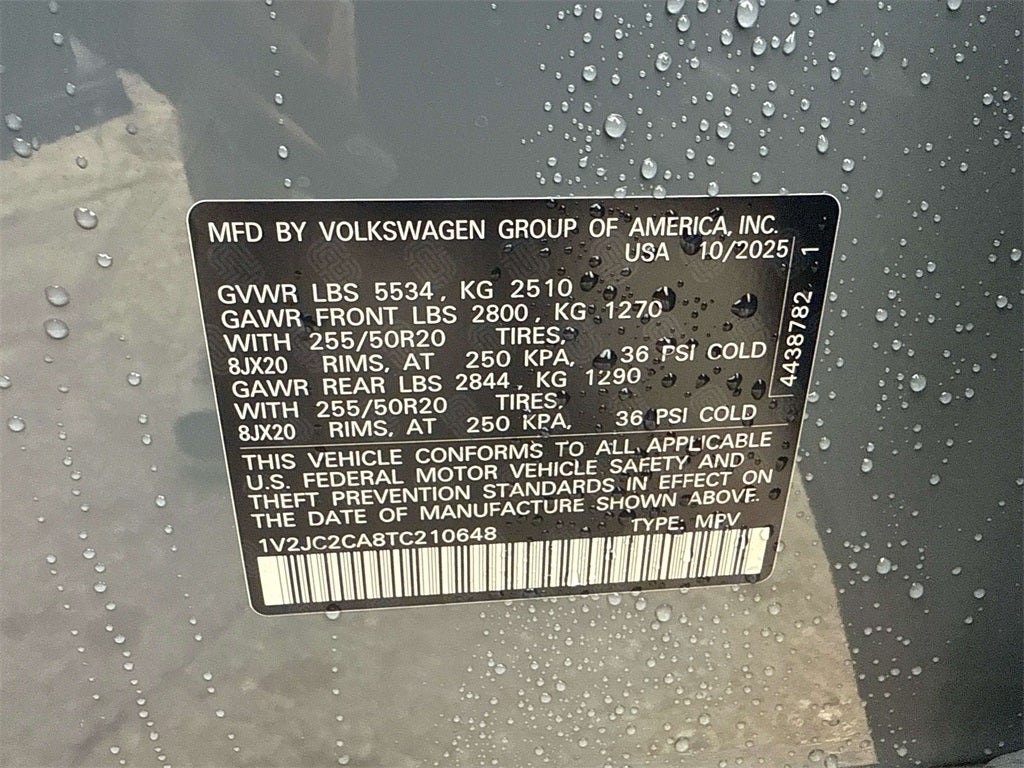 MFD BY VOLKSWAGEN GROUP OF AMERICA, INC.
USA 10/2025
GVWR LBS 5534, KG 2510
GAWR FRONT LBS 2800, KG 1270
WITH 255/50R20 TIRES,
8JX20 RIMS, AT 250 KPA, 36 PSI COLD
GAWR REAR LBS 2844, KG 1290
WITH 255/50R20 TIRES,
8JX20 RIMS, AT 250 KPA, 36 PSI COLD
4438782 1
THIS VEHICLE CONFORMS TO ALL APPLICABLE
U.S. FEDERAL MOTOR VEHICLE SAFETY AND
THEFT PREVENTION STANDARDS IN EFFECT ON
THE DATE OF MANUFACTURE SHOWN ABOVE.
1V2JC2CA8TC210648 TYPE: MPV